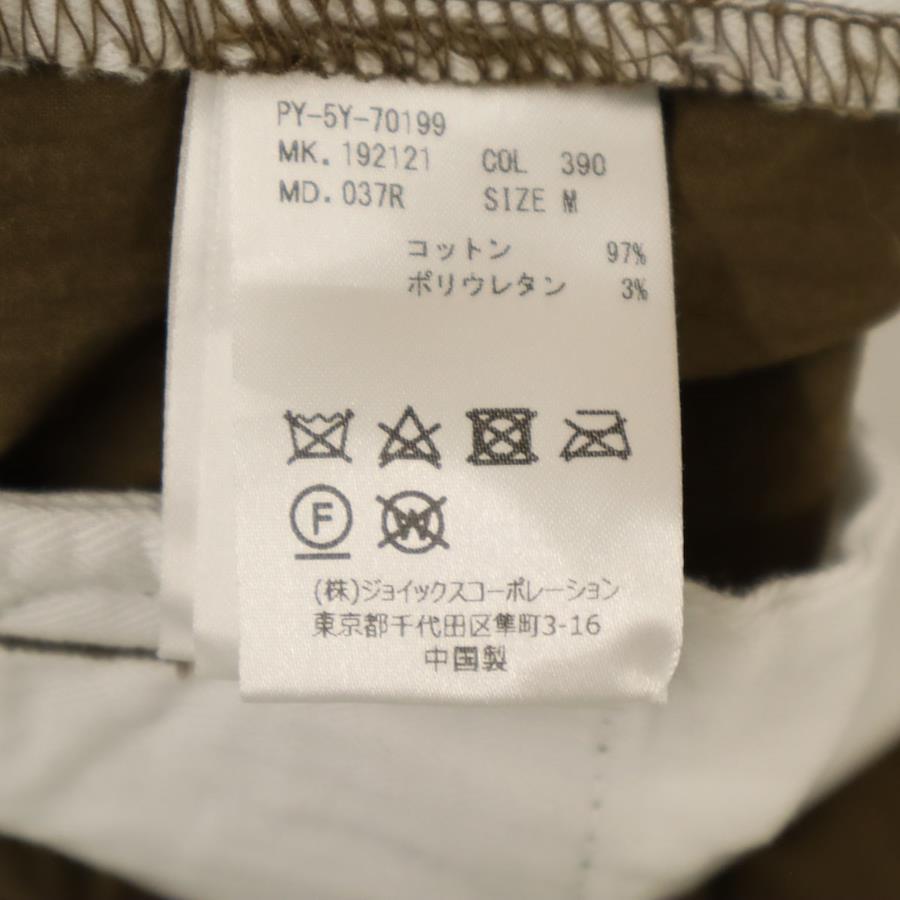 PY-5Y-70199
MK. 192121 COL 390
MD. 037R SIZE M
コットン 97%
ポリウレタン 3%
F W
(株)ジョイックスコーポレーション
東京都千代田区隼町3-16
中国製